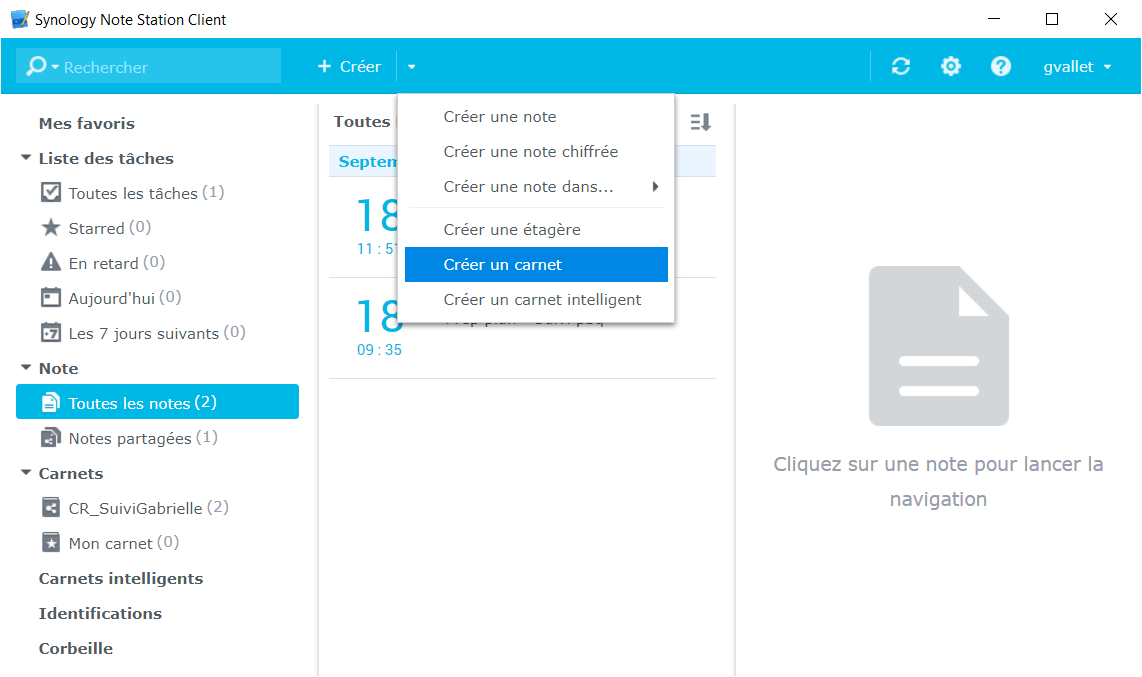 Synology Note Station Client
Rechercher
Créer
gvallet
Mes favoris
Liste des tâches
Toutes les tâches (1)
Starred (0)
En retard (0)
Aujourd'hui (0)
Les 7 jours suivants (0)
Note
Toutes les notes (2)
Notes partagées (1)
Carnets
CR_SuiviGabrielle (2)
Mon carnet (0)
Carnets intelligents
Identifications
Corbeille
Toutes
Septem
18
11 : 51
18
09 : 35
Créer une note
Créer une note chiffrée
Créer une note dans...
Créer une étagère
Créer un carnet
Créer un carnet intelligent
Cliquez sur une note pour lancer la
navigation